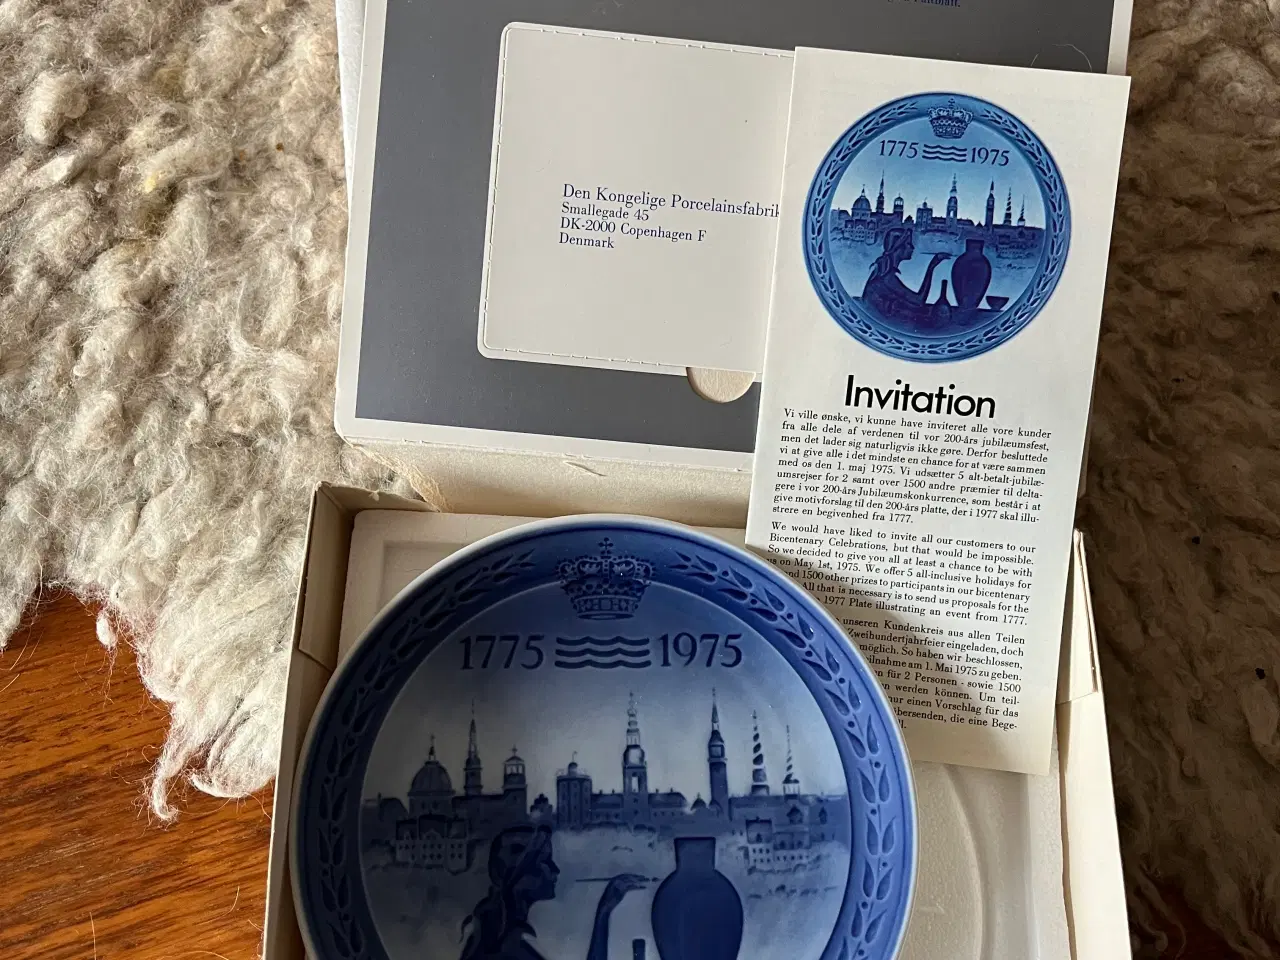 Den Kongelige Porcelainsfabrik
Smallegade 45
DK-2000 Copenhagen F
Denmark
1775 1975
Invitation
Vi ville ønske, vi kunne have inviteret alle vore kunder
fra alle dele af verdenen til vor 200-års jubilæumsfest,
men det lader sig naturligvis ikke gøre. Derfor besluttede
vi at give alle i det mindste en chance for at være sammen
med os den 1. maj 1975. Vi udsætter 5 alt-betalt-jubilæ-
umsrejser for 2 samt over 1500 andre præmier til delta-
gere i vor 200-års Jubilæumskonkurrence, som består i at
give motivforslag til den 200-års platte, der i 1977 skal illu-
strere en begivenhed fra 1777.
We would have liked to invite all our customers to our
Bicentenary Celebrations, but that would be impossible.
So we decided to give you all at least a chance to be with
us on May 1st, 1975. We offer 5 all-inclusive holidays for
and 1500 other prizes to participants in our bicentenary
All that is necessary is to send us proposals for the
1977 Plate illustrating an event from 1777.
unseren Kundenkreis aus allen Teilen
Zweihundertjahrfeier eingeladen, doch
möglich. So haben wir beschlossen,
eilnahme am 1. Mai 1975 zu geben.
für 2 Personen - sowie 1500
werden können. Um teil-
nur einen Vorschlag für das
übersenden, die eine Bege-
1775 1975